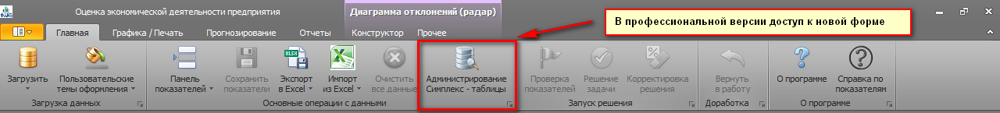 ФАНЗ Оценка экономической деятельности предприятия Диаграмма отклонений (радар)
В профессиональной версии доступ к новой форме
Главная Графика / Печать Прогнозирование Отчеты Конструктор Прочее
Загрузить Пользовательские темы оформления
Загрузка данных
Панель показателей Сохранить показатели Экспорт в Excel Импорт из Excel Очистить все данные Администрирование Симплекс - таблицы
Основные операции с данными
Проверка показателей Решение задачи Корректировка решения
Запуск решения
Вернуть в работу
Доработка
О программе Справка по показателям
О программе